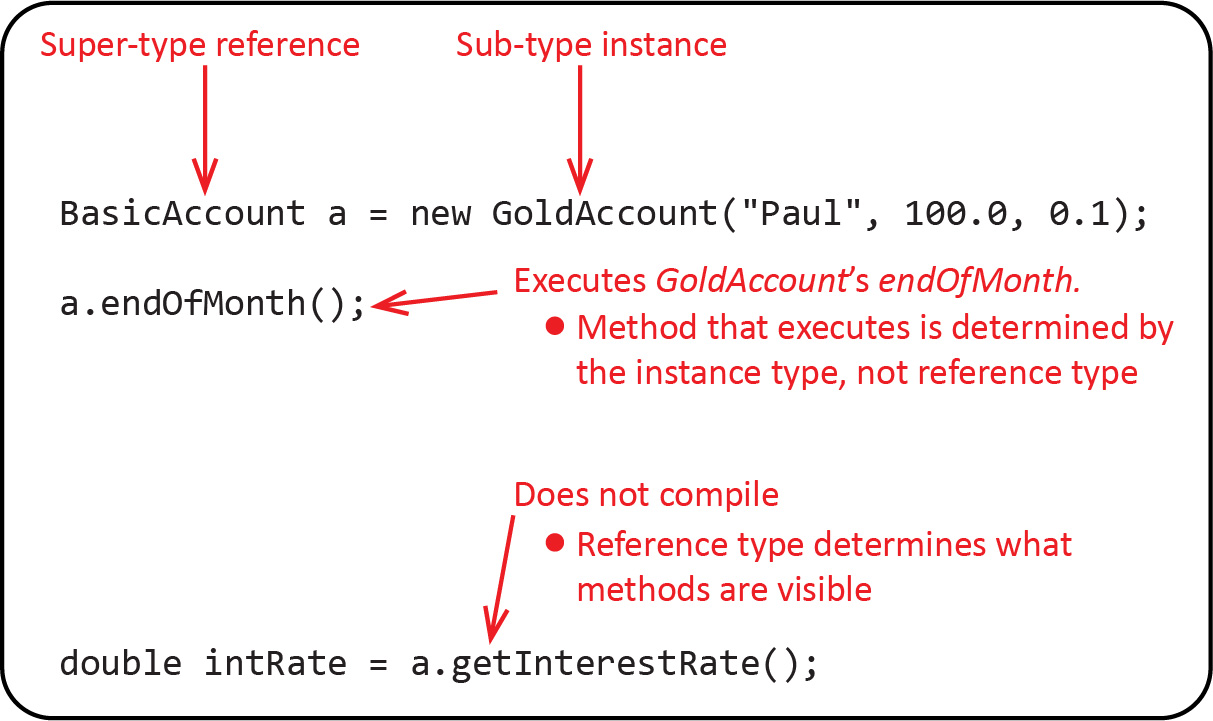 Super-type reference Sub-type instance
BasicAccount a = new GoldAccount("Paul", 100.0, 0.1);
Executes GoldAccount’s endOfMonth.
a.endOfMonth();
● Method that executes is determined by
the instance type, not reference type
Does not compile
● Reference type determines what
methods are visible
double intRate = a.getInterestRate();